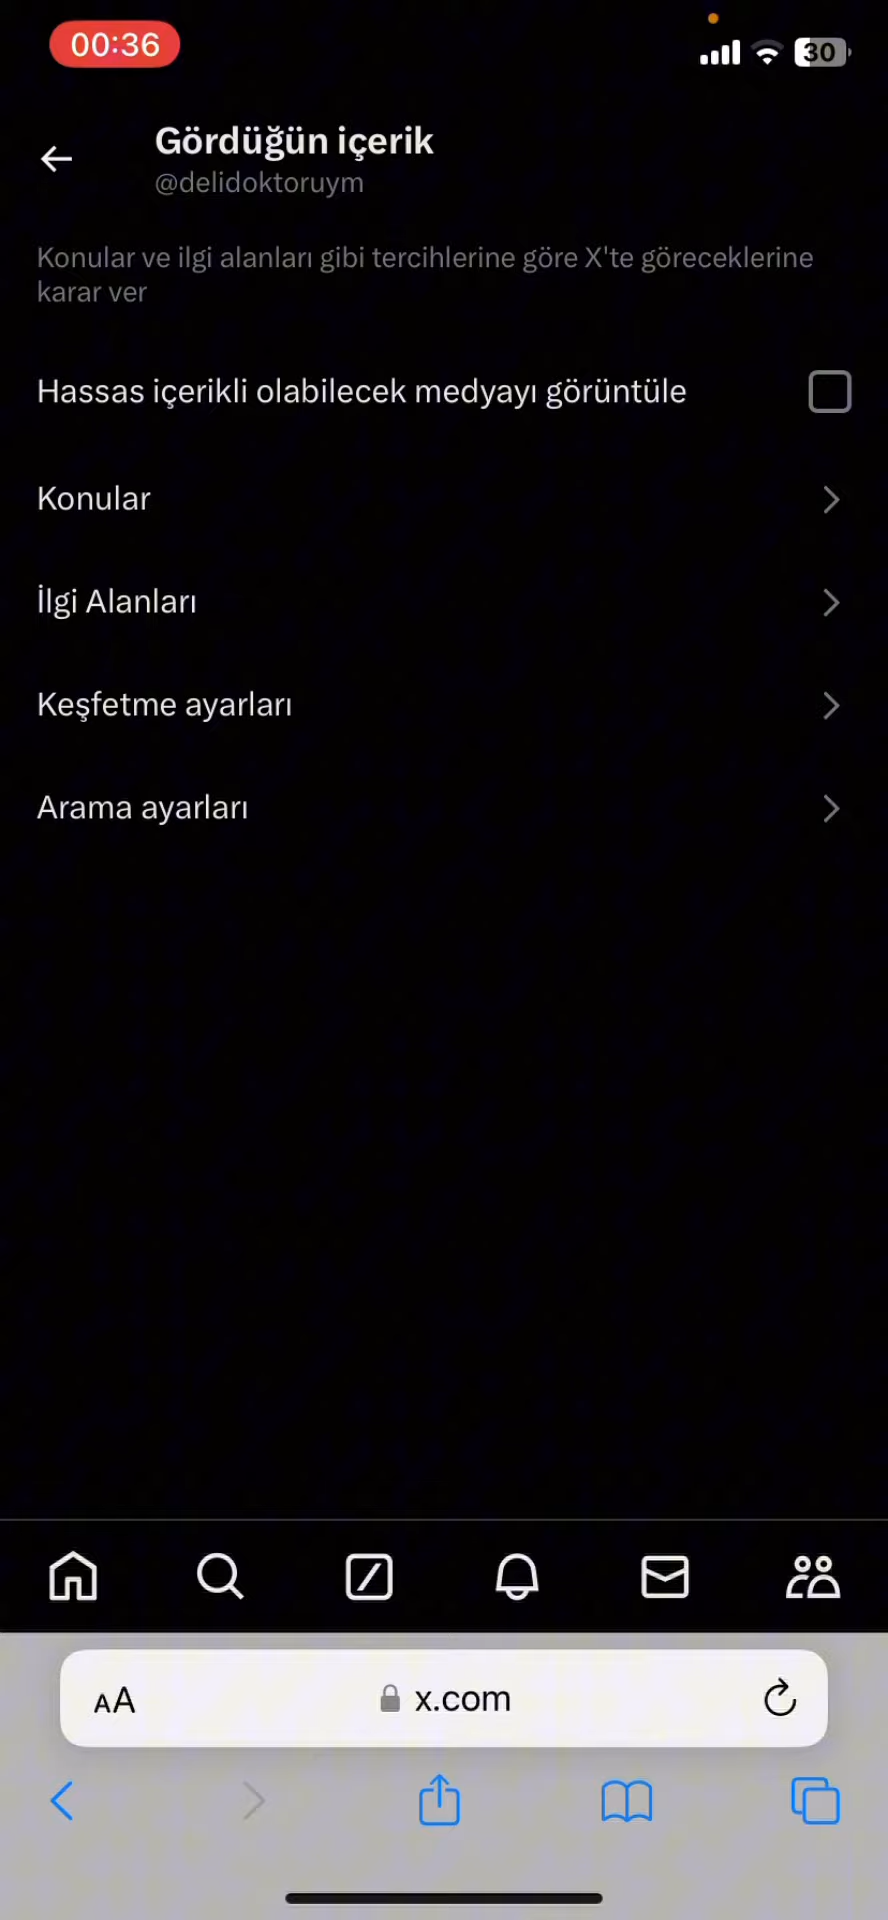 00:36
30
Gördüğün içerik
@delidoktoruym
Konular ve ilgi alanları gibi tercihlerine göre X'te göreceklerine
karar ver
Hassas içerikli olabilecek medyayı görüntüle
Konular
İlgi Alanları
Keşfetme ayarları
Arama ayarları
AA
x.com